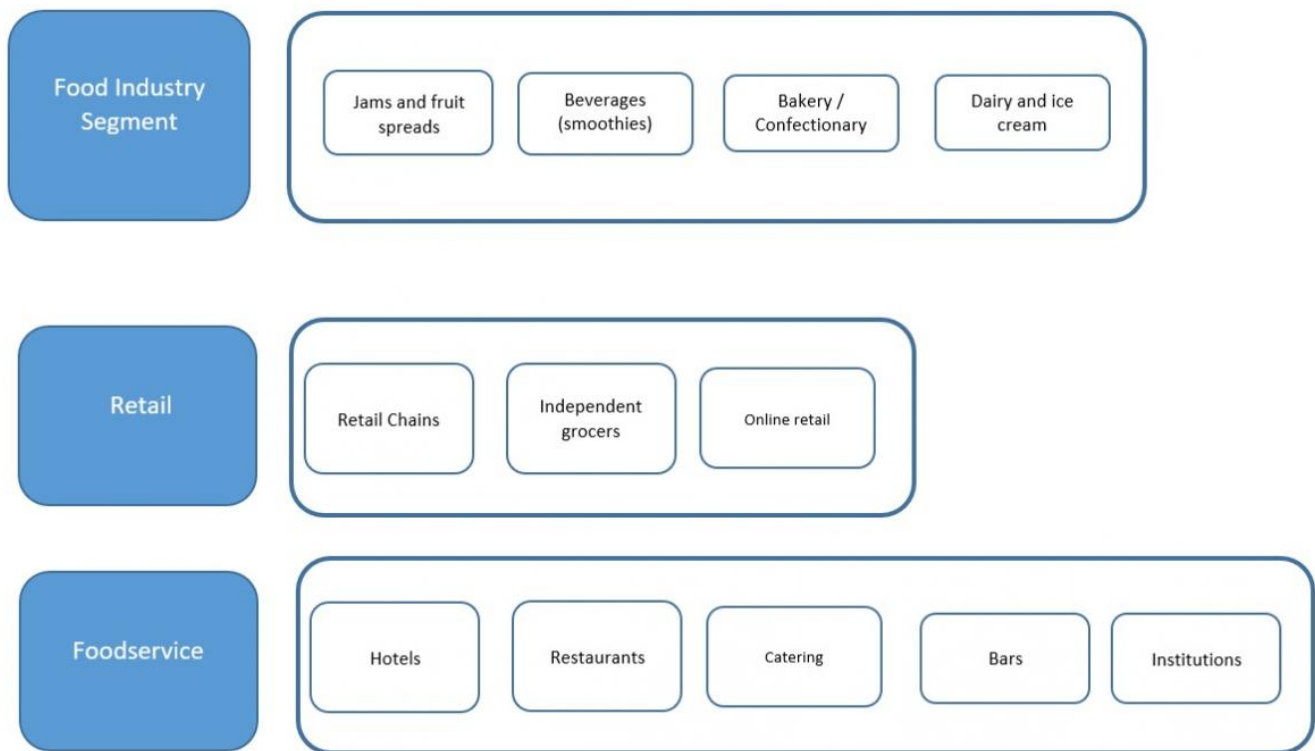 Food Industry
Segment
Jams and fruit
spreads
Beverages
(smoothies)
Bakery /
Confectionary
Dairy and ice
cream
Retail
Retail Chains
Independent
grocers
Online retail
Foodservice
Hotels
Restaurants
Catering
Bars
Institutions